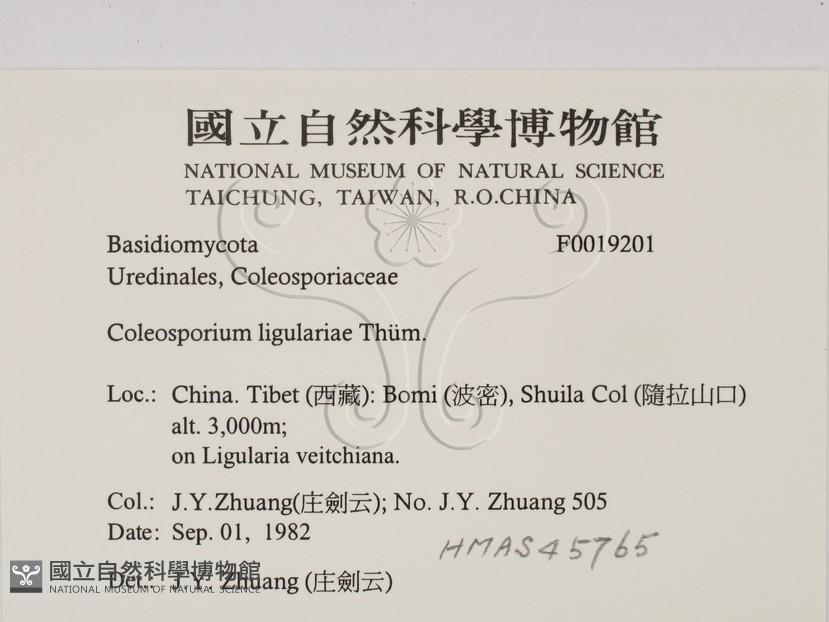 國立自然科學博物館
NATIONAL MUSEUM OF NATURAL SCIENCE
TAICHUNG, TAIWAN, R.O.CHINA
Basidiomycota F0019201
Uredinales, Coleosporiaceae
Coleosporium ligulariae Thüm.
Loc.: China. Tibet (西藏): Bomi (波密), Shuila Col (隨拉山口)
alt. 3,000m;
on Ligularia veitchiana.
Col.: J.Y.Zhuang(庄劍云); No. J.Y. Zhuang 505
Date: Sep. 01, 1982
HMAS45765
Det.: J.Y. Zhuang (庄劍云)
國立自然科學博物館
NATIONAL MUSEUM OF NATURAL SCIENCE